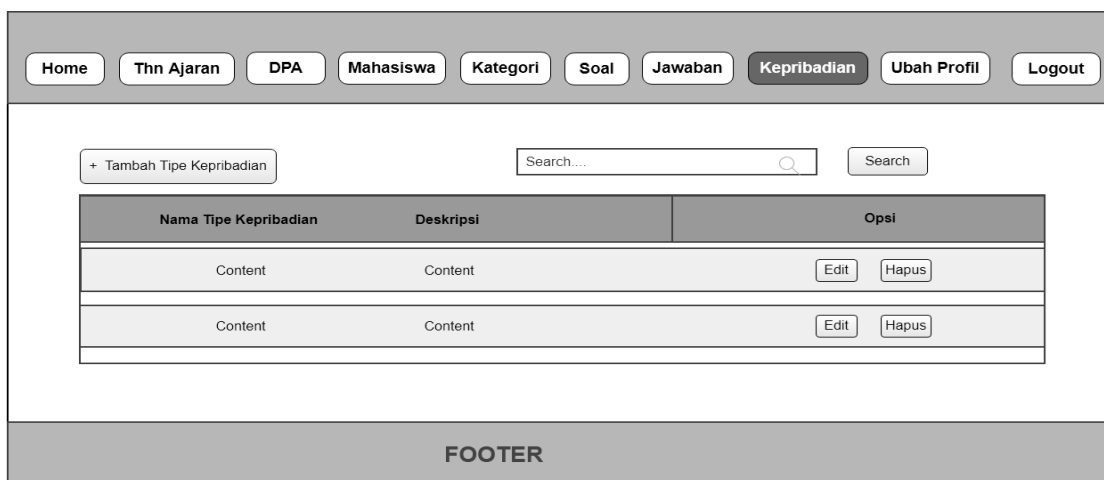 Home Thn Ajaran DPA Mahasiswa Kategori Soal Jawaban Kepribadian Ubah Profil Logout
+ Tambah Tipe Kepribadian Search.... Search
Nama Tipe Kepribadian Deskripsi Opsi
Content Content Edit Hapus
Content Content Edit Hapus
FOOTER